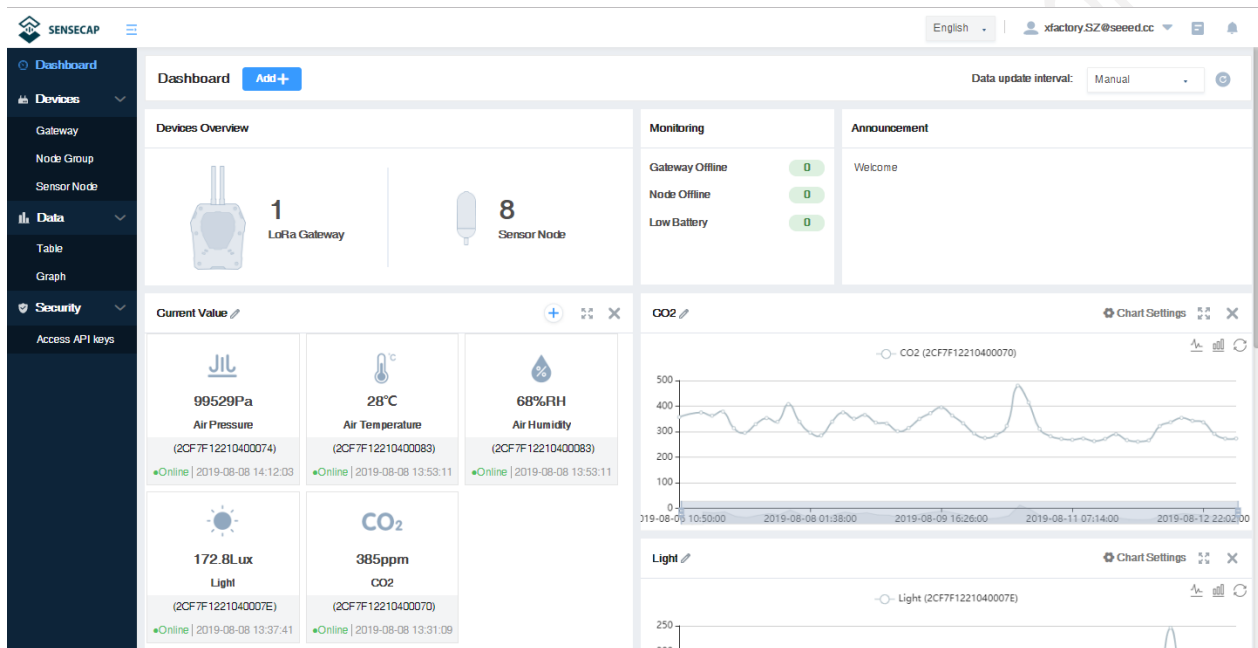 SENSECAP
English
xfactory.SZ@seeed.cc
Dashboard
Devices
Gateway
Node Group
Sensor Node
Data
Table
Graph
Security
Access API keys
Dashboard
Add+
Data update interval:
Manual
Devices Overview
1
LoRa Gateway
8
Sensor Node
Monitoring
Gateway Offline 0
Node Offline 0
Low Battery 0
Announcement
Welcome
Current Value
99529Pa
Air Pressure
(2CF7F12210400074)
Online | 2019-08-08 14:12:03
°C
28°C
Air Temperature
(2CF7F12210400083)
Online | 2019-08-08 13:53:11
%
68%RH
Air Humidity
(2CF7F12210400083)
Online | 2019-08-08 13:53:11
172.8Lux
Light
(2CF7F1221040007E)
Online | 2019-08-08 13:37:41
CO2
385ppm
CO2
(2CF7F12210400070)
Online | 2019-08-08 13:31:09
CO2
Chart Settings
CO2 (2CF7F12210400070)
500
400
300
200
100
0
2019-08-08 01:38:00
2019-08-09 16:26:00
2019-08-11 07:14:00
2019-08-12 22:02:00
Light
Chart Settings
Light (2CF7F1221040007E)
250